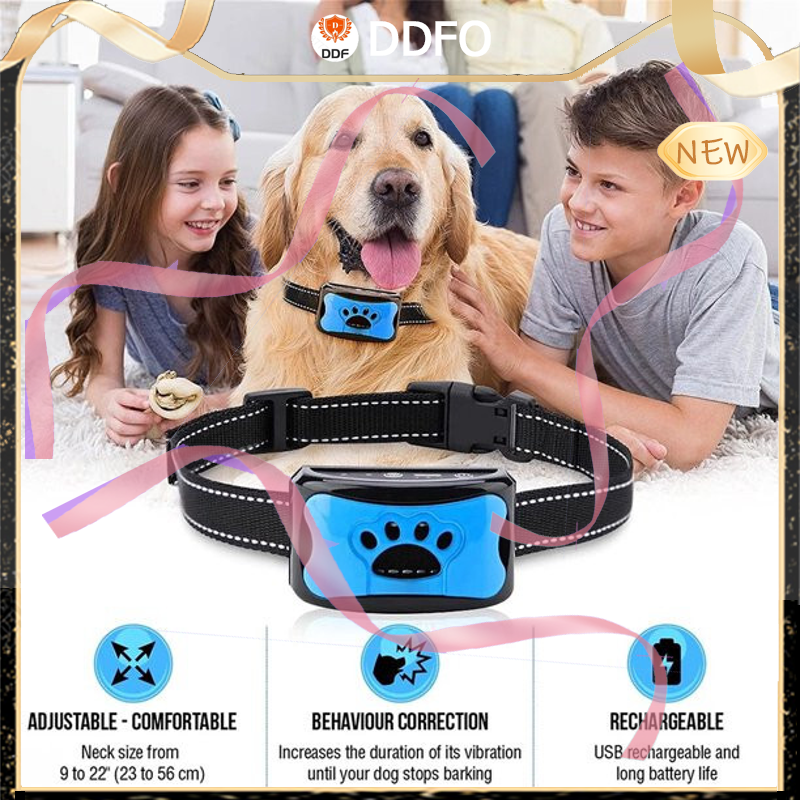 DDF
DDFO
NEW
ADJUSTABLE - COMFORTABLE
Neck size from
9 to 22" (23 to 56 cm)
BEHAVIOUR CORRECTION
Increases the duration of its vibration
until your dog stops barking
RECHARGEABLE
USB rechargeable and
long battery life